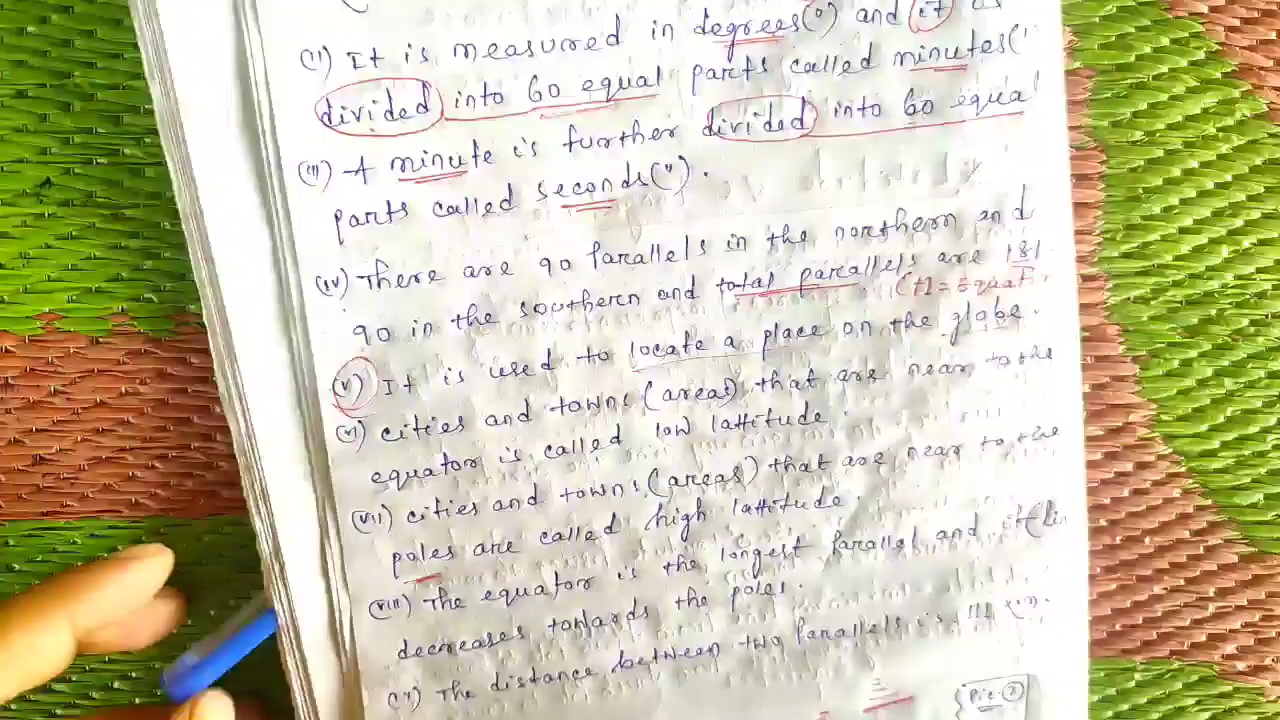 (ii) It is measured in degrees(°) and it is
divided into 60 equal parts called minutes('
(iii) A minute is further divided into 60 equal
parts called seconds(").
(iv) There are 90 parallels in the northern and
90 in the southern and total parallels are 181
(+1 = Equat
(v) It is used to locate a place on the globe.
(vi) cities and towns (areas) that are near to the
equator is called low lattitude.
(vii) cities and towns (areas) that are near to the
poles are called high lattitude.
(viii) The equator is the longest parallel and it (lin
decreases towards the poles.
The distance between two parallels is 111 km.
Pic-